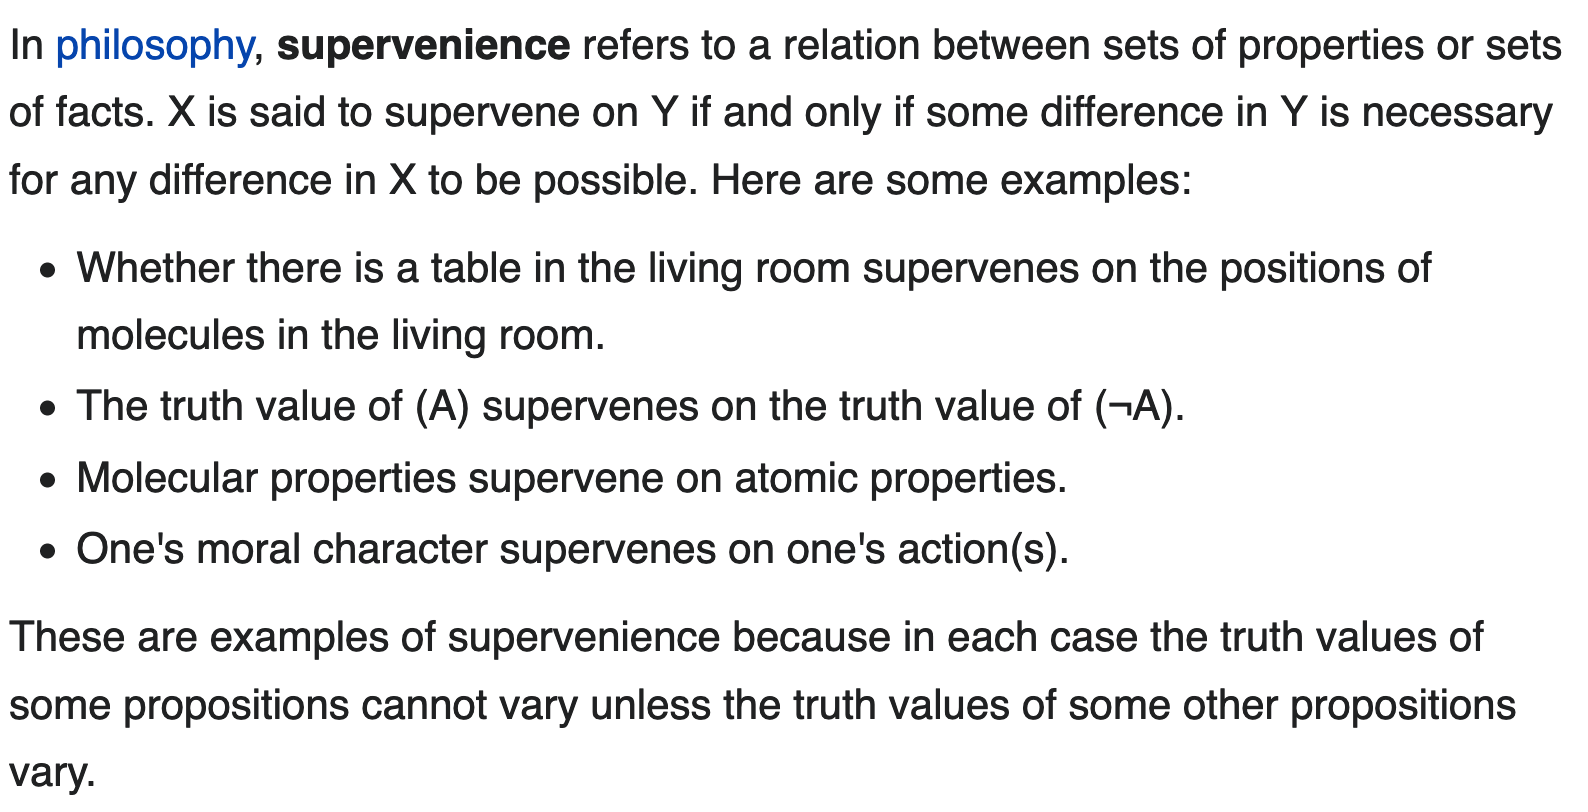 In philosophy, supervenience refers to a relation between sets of properties or sets
of facts. X is said to supervene on Y if and only if some difference in Y is necessary
for any difference in X to be possible. Here are some examples:
• Whether there is a table in the living room supervenes on the positions of
molecules in the living room.
• The truth value of (A) supervenes on the truth value of (¬A).
• Molecular properties supervene on atomic properties.
• One's moral character supervenes on one's action(s).
These are examples of supervenience because in each case the truth values of
some propositions cannot vary unless the truth values of some other propositions
vary.